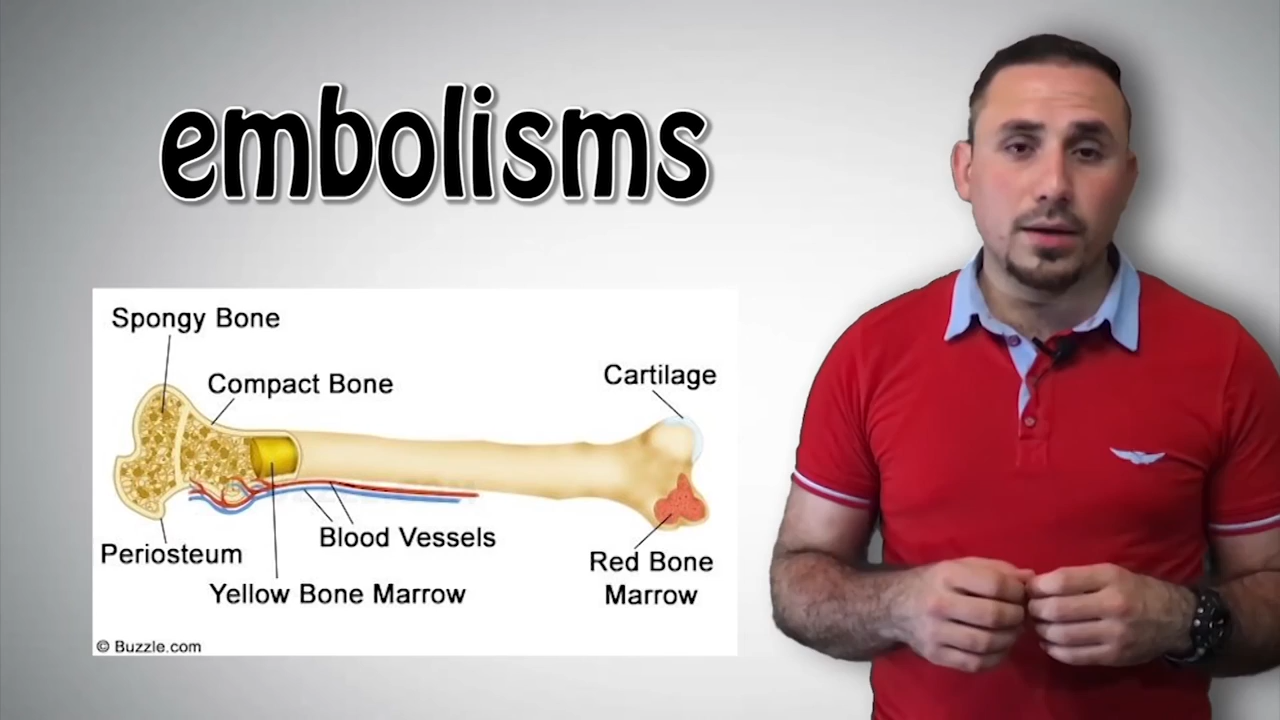 embolisms
Spongy Bone
Compact Bone
Cartilage
Blood Vessels
Periosteum
Yellow Bone Marrow
Red Bone
Marrow
© Buzzle.com